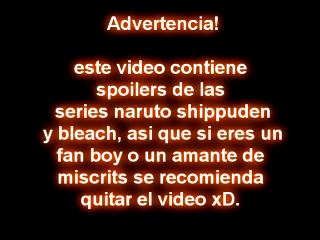 Advertencia!
este video contiene
spoilers de las
series naruto shippuden
y bleach, asi que si eres un
fan boy o un amante de
miscrits se recomienda
quitar el video xD.